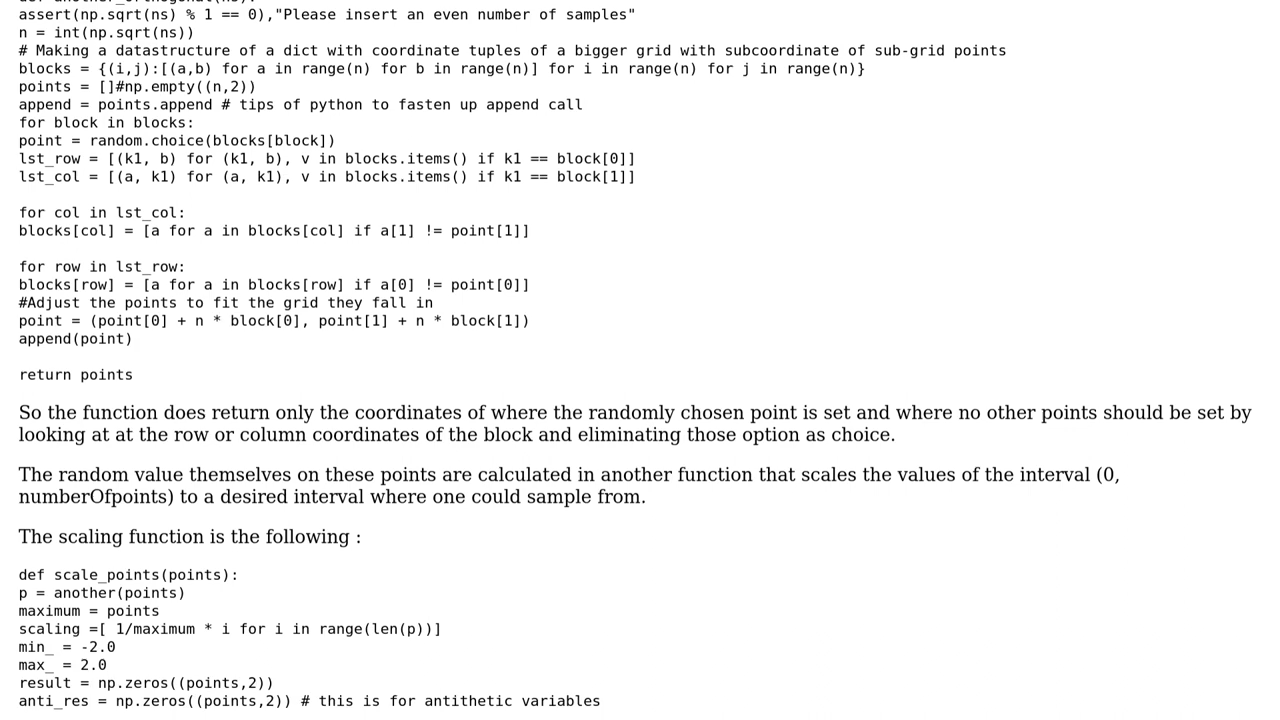 assert(np.sqrt(ns) % 1 == 0),"Please insert an even number of samples"
n = int(np.sqrt(ns))
# Making a datastructure of a dict with coordinate tuples of a bigger grid with subcoordinate of sub-grid points
blocks = {(i,j):[(a,b) for a in range(n) for b in range(n)] for i in range(n) for j in range(n)}
points = []#np.empty((n,2))
append = points.append # tips of python to fasten up append call
for block in blocks:
point = random.choice(blocks[block])
lst_row = [(k1, b) for (k1, b), v in blocks.items() if k1 == block[0]]
lst_col = [(a, k1) for (a, k1), v in blocks.items() if k1 == block[1]]
for col in lst_col:
blocks[col] = [a for a in blocks[col] if a[1] != point[1]]
for row in lst_row:
blocks[row] = [a for a in blocks[row] if a[0] != point[0]]
#Adjust the points to fit the grid they fall in
point = (point[0] + n * block[0], point[1] + n * block[1])
append(point)
return points
So the function does return only the coordinates of where the randomly chosen point is set and where no other points should be set by
looking at at the row or column coordinates of the block and eliminating those option as choice.
The random value themselves on these points are calculated in another function that scales the values of the interval (0,
numberOfpoints) to a desired interval where one could sample from.
The scaling function is the following :
def scale_points(points):
p = another(points)
maximum = points
scaling =[ 1/maximum * i for i in range(len(p))]
min_ = -2.0
max_ = 2.0
result = np.zeros((points,2))
anti_res = np.zeros((points,2)) # this is for antithetic variables